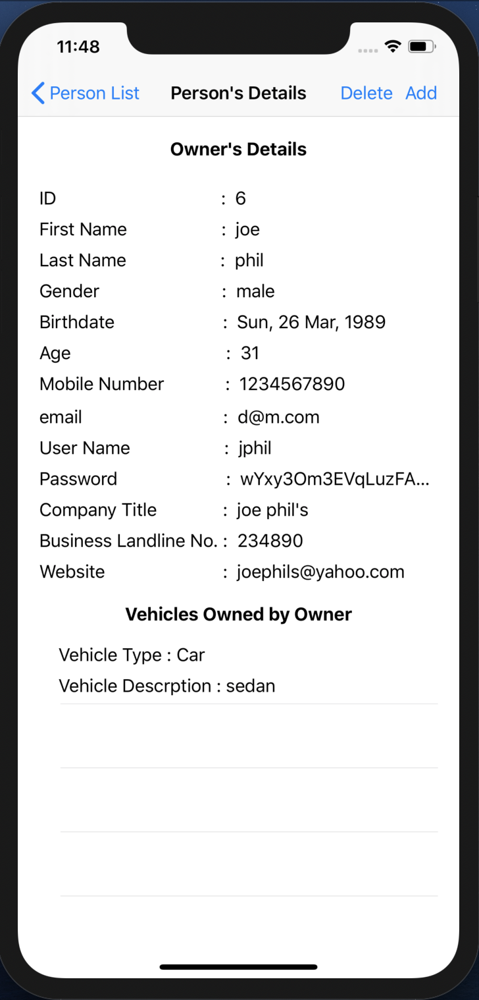 11:48
Person List Person's Details Delete Add
Owner's Details
ID : 6
First Name : joe
Last Name : phil
Gender : male
Birthdate : Sun, 26 Mar, 1989
Age : 31
Mobile Number : 1234567890
email : d@m.com
User Name : jphil
Password : wYxy3Om3EVqLuzFA...
Company Title : joe phil's
Business Landline No. : 234890
Website : joephils@yahoo.com
Vehicles Owned by Owner
Vehicle Type : Car
Vehicle Descrption : sedan